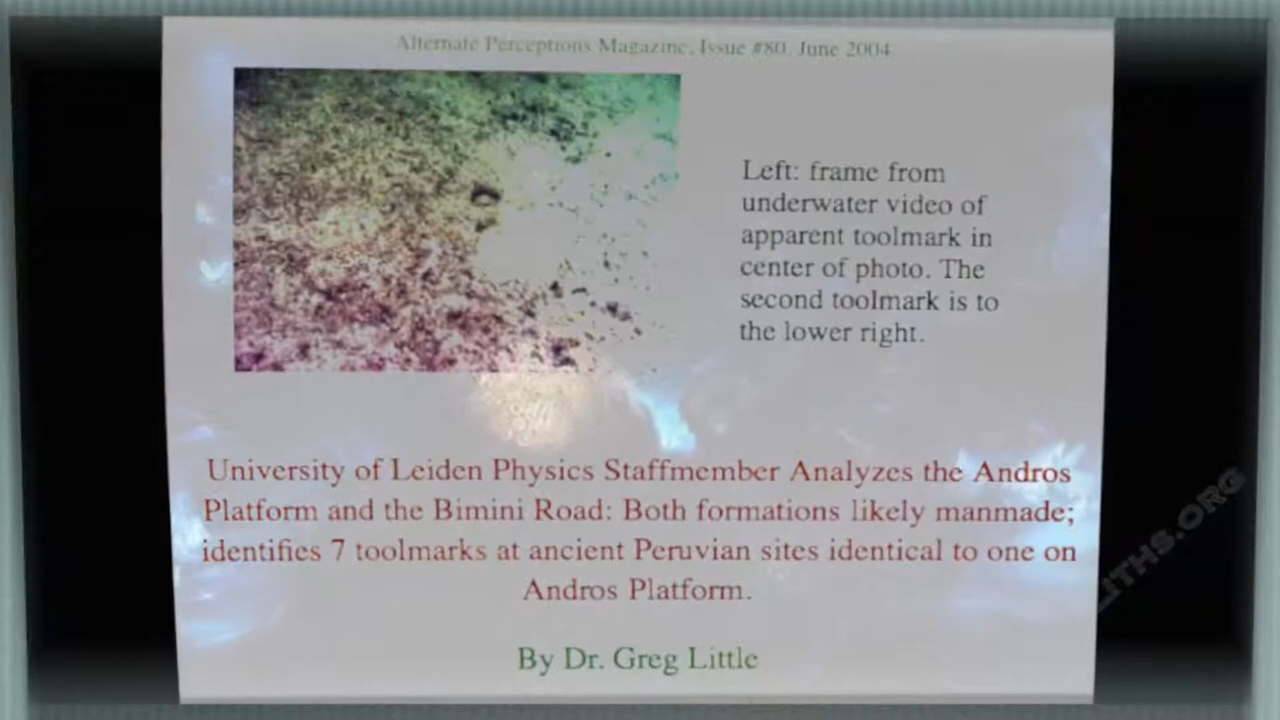 Alternate Perceptions Magazine, Issue #80, June 2004
Left: frame from
underwater video of
apparent toolmark in
center of photo. The
second toolmark is to
the lower right.
University of Leiden Physics Staffmember Analyzes the Andros
Platform and the Bimini Road: Both formations likely manmade;
identifies 7 toolmarks at ancient Peruvian sites identical to one on
Andros Platform.
By Dr. Greg Little
LITHS.ORG